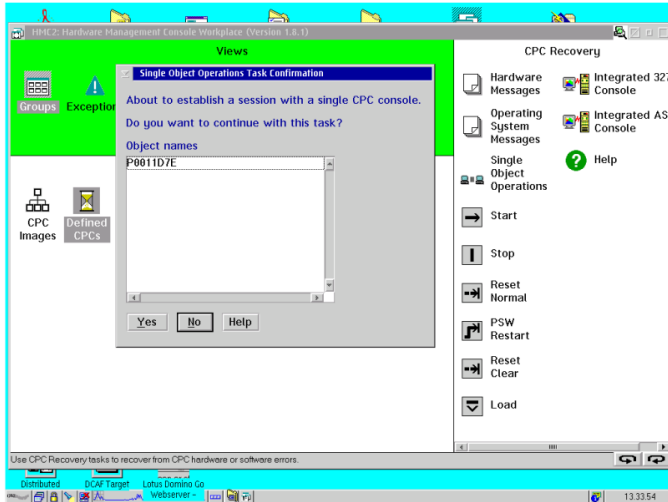 HMC2: Hardware Management Console Workplace (Version 1.8.1)
Views
Groups
Exception
Single Object Operations Task Confirmation
About to establish a session with a single CPC console.
Do you want to continue with this task?
Object names
P0011D7E
Yes
No
Help
CPC
Images
Defined
CPCs
CPC Recovery
Hardware
Messages
Integrated 327
Console
Operating
System
Messages
Integrated AS
Console
Single
Object
Operations
Help
Start
Stop
Reset
Normal
PSW
Restart
Reset
Clear
Load
Use CPC Recovery tasks to recover from CPC hardware or software errors.
Distributed
DCAF Target
Lotus Domino Go
Webserver -
13.33.54